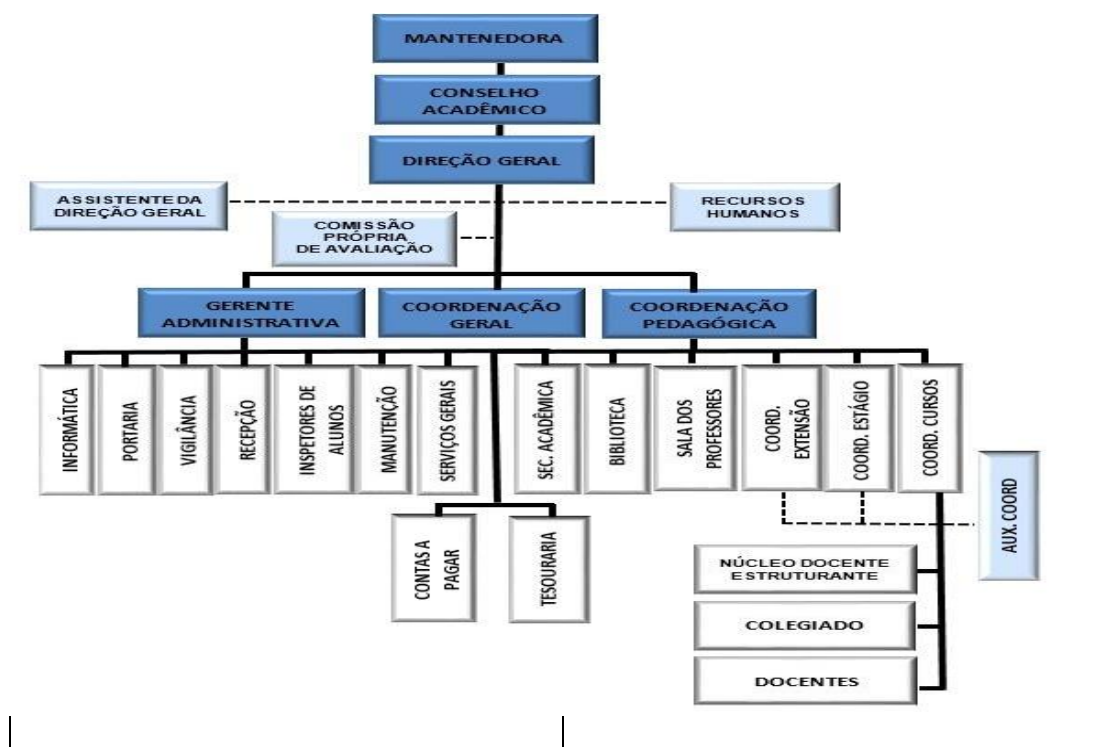 MANTENEDORA
CONSELHO
ACADÊMICO
DIREÇÃO GERAL
ASSISTENTE DA
DIREÇÃO GERAL
RECURSOS
HUMANOS
COMISSÃO
PRÓPRIA
DE AVALIAÇÃO
GERENTE
ADMINISTRATIVA
COORDENAÇÃO
GERAL
COORDENAÇÃO
PEDAGÓGICA
INFORMÁTICA
PORTARIA
VIGILÂNCIA
RECEPÇÃO
INSPETORES DE
ALUNOS
MANUTENÇÃO
SERVIÇOS GERAIS
SEC. ACADÊMICA
BIBLIOTECA
SALA DOS
PROFESSORES
COORD.
EXTENSÃO
COORD. ESTÁGIO
COORD. CURSOS
AUX. COORD
CONTAS A
PAGAR
TESOURARIA
NÚCLEO DOCENTE
ESTRUTURANTE
COLEGIADO
DOCENTES